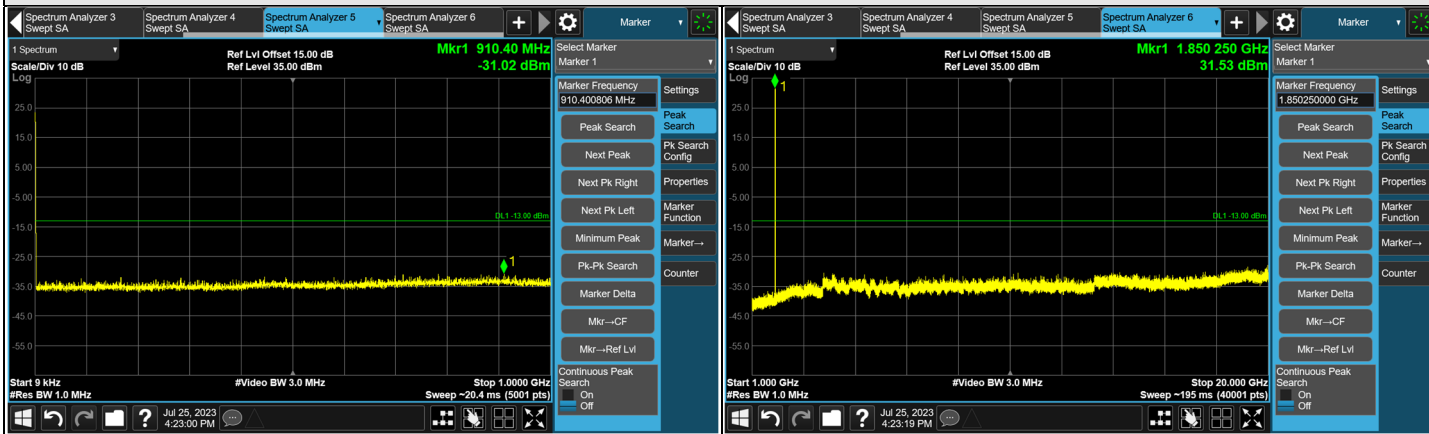 Spectrum Analyzer 3
Swept SA
Spectrum Analyzer 4
Swept SA
Spectrum Analyzer 5
Swept SA
Spectrum Analyzer 6
Swept SA
+
Marker
1 Spectrum
Scale/Div 10 dB
Log
Ref Lvl Offset 15.00 dB
Ref Level 35.00 dBm
Mkr1 910.40 MHz
-31.02 dBm
25.0
15.0
5.00
-5.00
-15.0
-25.0
-35.0
-45.0
-55.0
DL1 -13.00 dBm
1
Start 9 kHz
#Res BW 1.0 MHz
#Video BW 3.0 MHz
Stop 1.0000 GHz
Sweep ~20.4 ms (5001 pts)
Select Marker
Marker 1
Marker Frequency
910.400806 MHz
Peak Search
Next Peak
Next Pk Right
Next Pk Left
Minimum Peak
Pk-Pk Search
Marker Delta
Mkr→CF
Mkr→Ref Lvl
Continuous Peak
Search
On
Off
Settings
Peak
Search
Pk Search
Config
Properties
Marker
Function
Marker→
Counter
?
Jul 25, 2023
4:23:00 PM
Spectrum Analyzer 3
Swept SA
Spectrum Analyzer 4
Swept SA
Spectrum Analyzer 5
Swept SA
Spectrum Analyzer 6
Swept SA
+
Marker
1 Spectrum
Scale/Div 10 dB
Log
Ref Lvl Offset 15.00 dB
Ref Level 35.00 dBm
Mkr1 1.850 250 GHz
31.53 dBm
25.0
15.0
5.00
-5.00
-15.0
-25.0
-35.0
-45.0
-55.0
DL1 -13.00 dBm
1
Start 1.000 GHz
#Res BW 1.0 MHz
#Video BW 3.0 MHz
Stop 20.000 GHz
Sweep ~195 ms (40001 pts)
Select Marker
Marker 1
Marker Frequency
1.850250000 GHz
Peak Search
Next Peak
Next Pk Right
Next Pk Left
Minimum Peak
Pk-Pk Search
Marker Delta
Mkr→CF
Mkr→Ref Lvl
Continuous Peak
Search
On
Off
Settings
Peak
Search
Pk Search
Config
Properties
Marker
Function
Marker→
Counter
?
Jul 25, 2023
4:23:19 PM